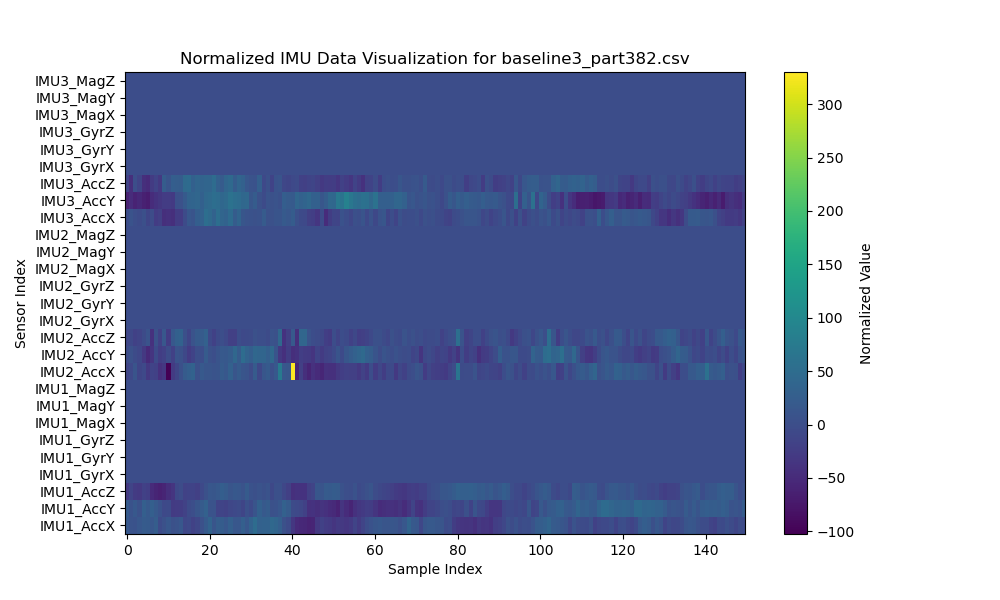 Normalized IMU Data Visualization for baseline3_part382.csv
IMU3_MagZ
IMU3_MagY
IMU3_MagX
IMU3_GyrZ
IMU3_GyrY
IMU3_GyrX
IMU3_AccZ
IMU3_AccY
IMU3_AccX
IMU2_MagZ
IMU2_MagY
IMU2_MagX
IMU2_GyrZ
IMU2_GyrY
IMU2_GyrX
IMU2_AccZ
IMU2_AccY
IMU2_AccX
IMU1_MagZ
IMU1_MagY
IMU1_MagX
IMU1_GyrZ
IMU1_GyrY
IMU1_GyrX
IMU1_AccZ
IMU1_AccY
IMU1_AccX
Sensor Index
0 20 40 60 80 100 120 140
Sample Index
300
250
200
150
100
50
0
−50
−100
Normalized Value